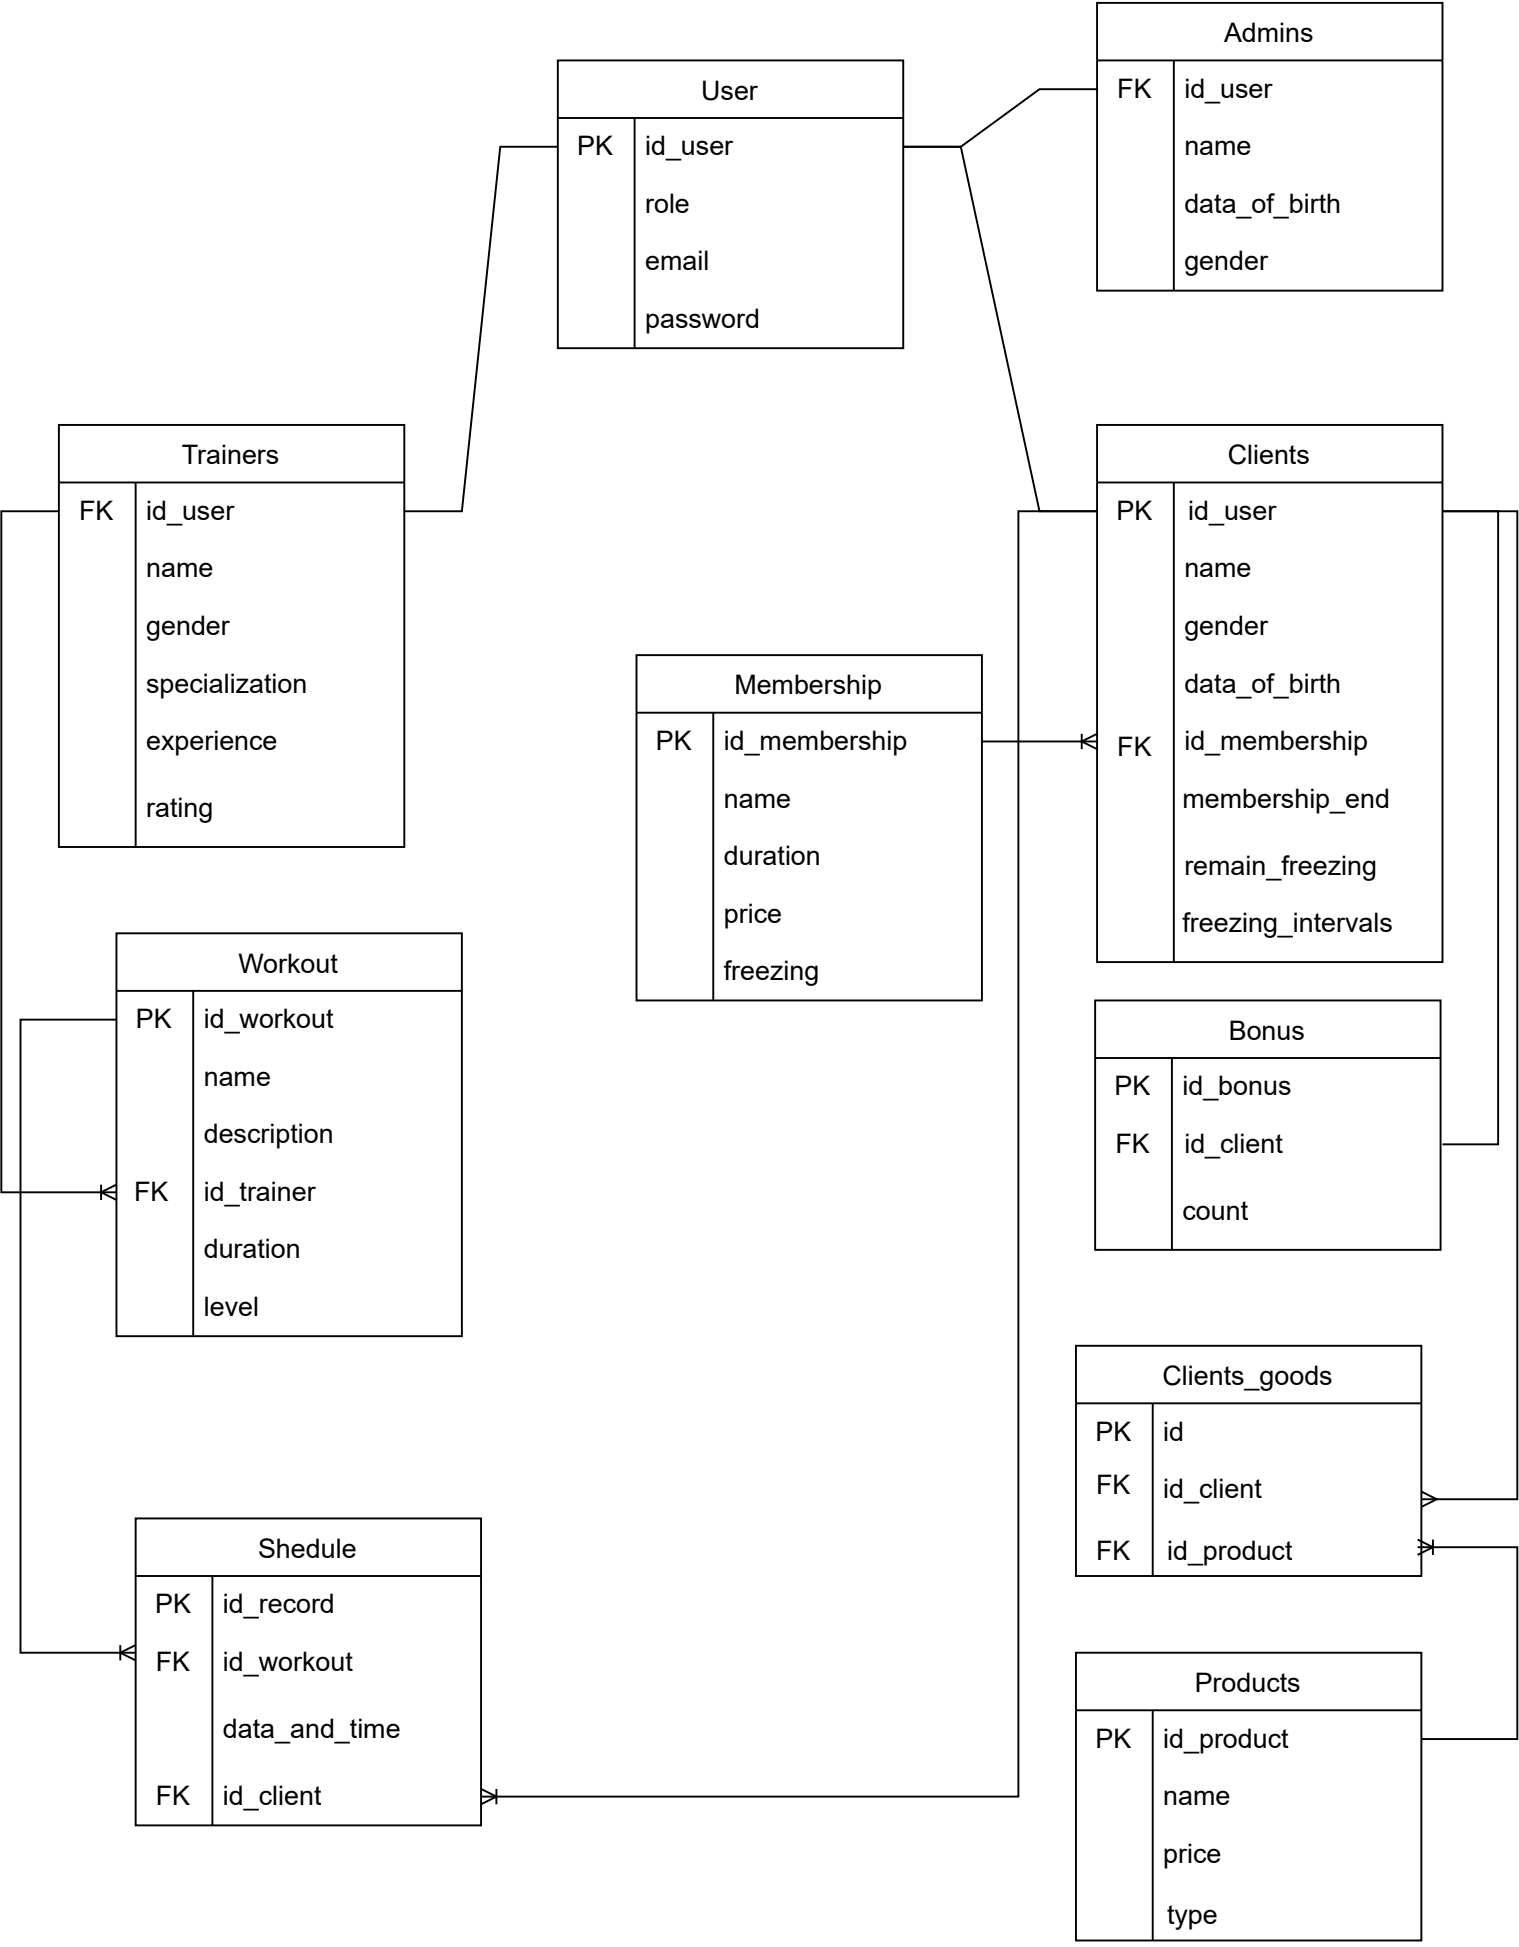 Admins
FK id_user
name
data_of_birth
gender
User
PK id_user
role
email
password
Trainers
FK id_user
name
gender
specialization
experience
rating
Clients
PK id_user
name
gender
data_of_birth
FK id_membership
membership_end
remain_freezing
freezing_intervals
Membership
PK id_membership
name
duration
price
freezing
Workout
PK id_workout
name
description
FK id_trainer
duration
level
Bonus
PK id_bonus
FK id_client
count
Clients_goods
PK id
FK id_client
FK id_product
Shedule
PK id_record
FK id_workout
data_and_time
FK id_client
Products
PK id_product
name
price
type